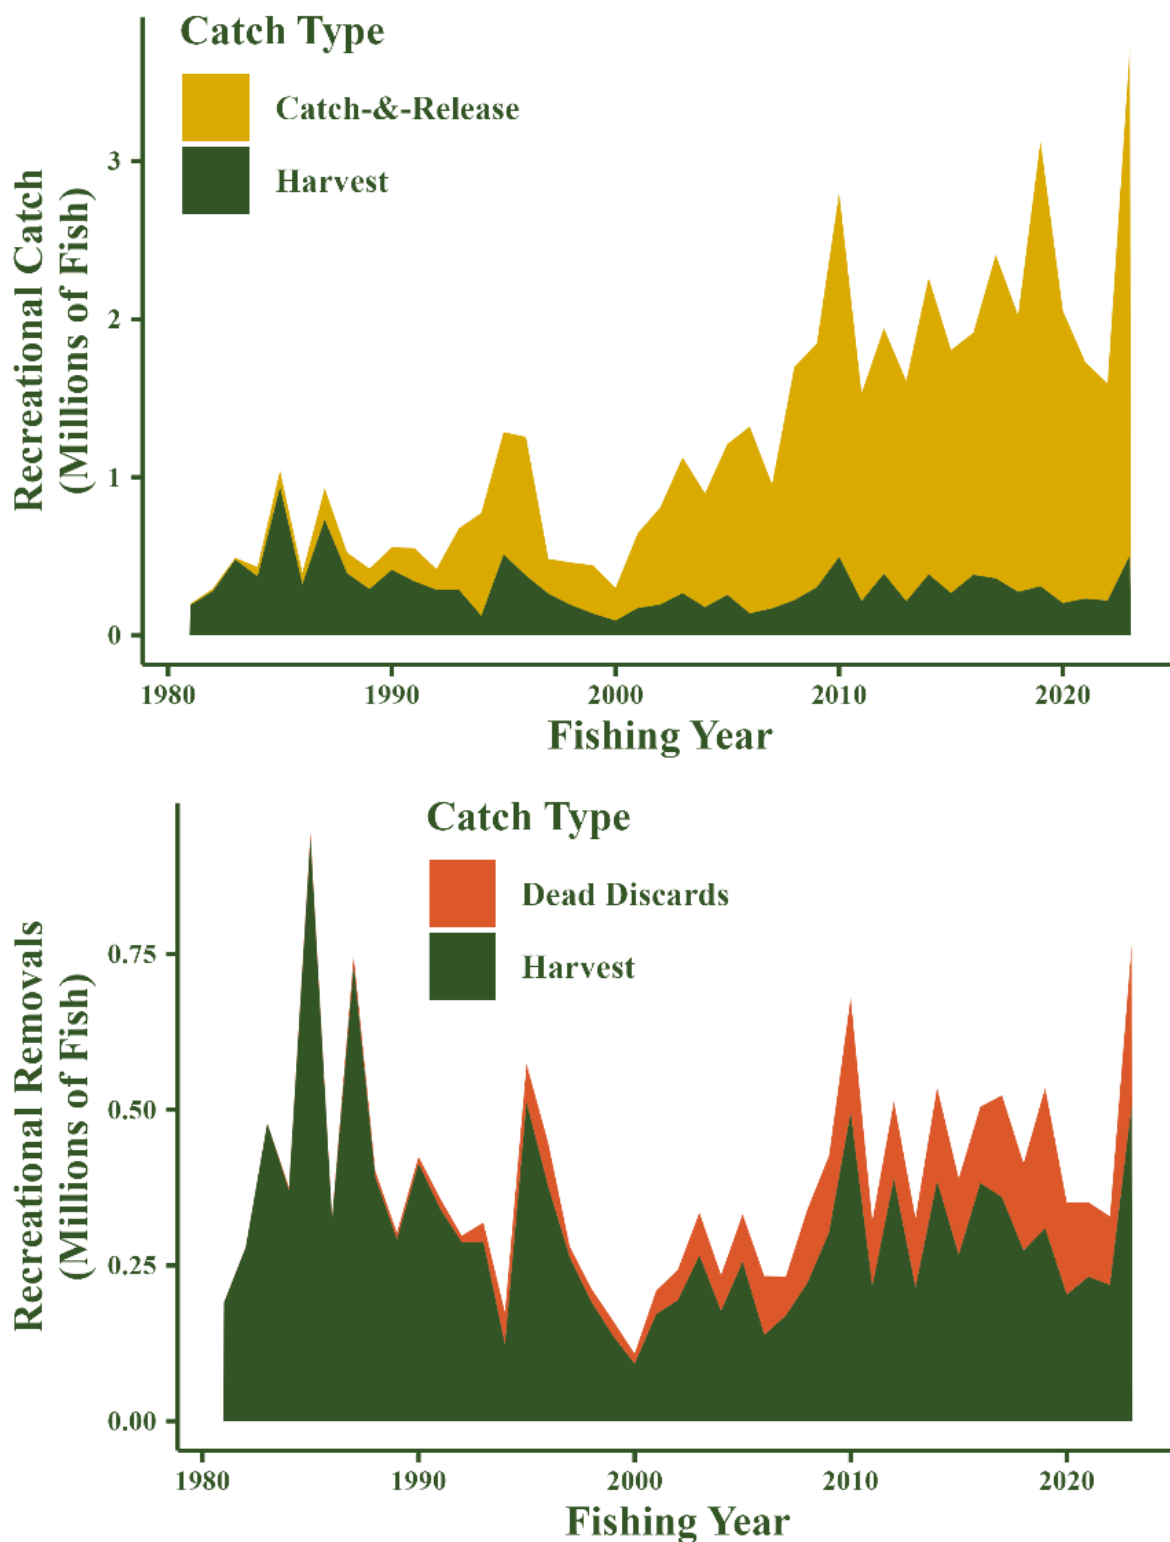 Catch Type
Catch-&-Release
Harvest
Recreational Catch
(Millions of Fish)
3
2
1
0
1980 1990 2000 2010 2020
Fishing Year
Catch Type
Dead Discards
Harvest
Recreational Removals
(Millions of Fish)
0.75
0.50
0.25
0.00
1980 1990 2000 2010 2020
Fishing Year